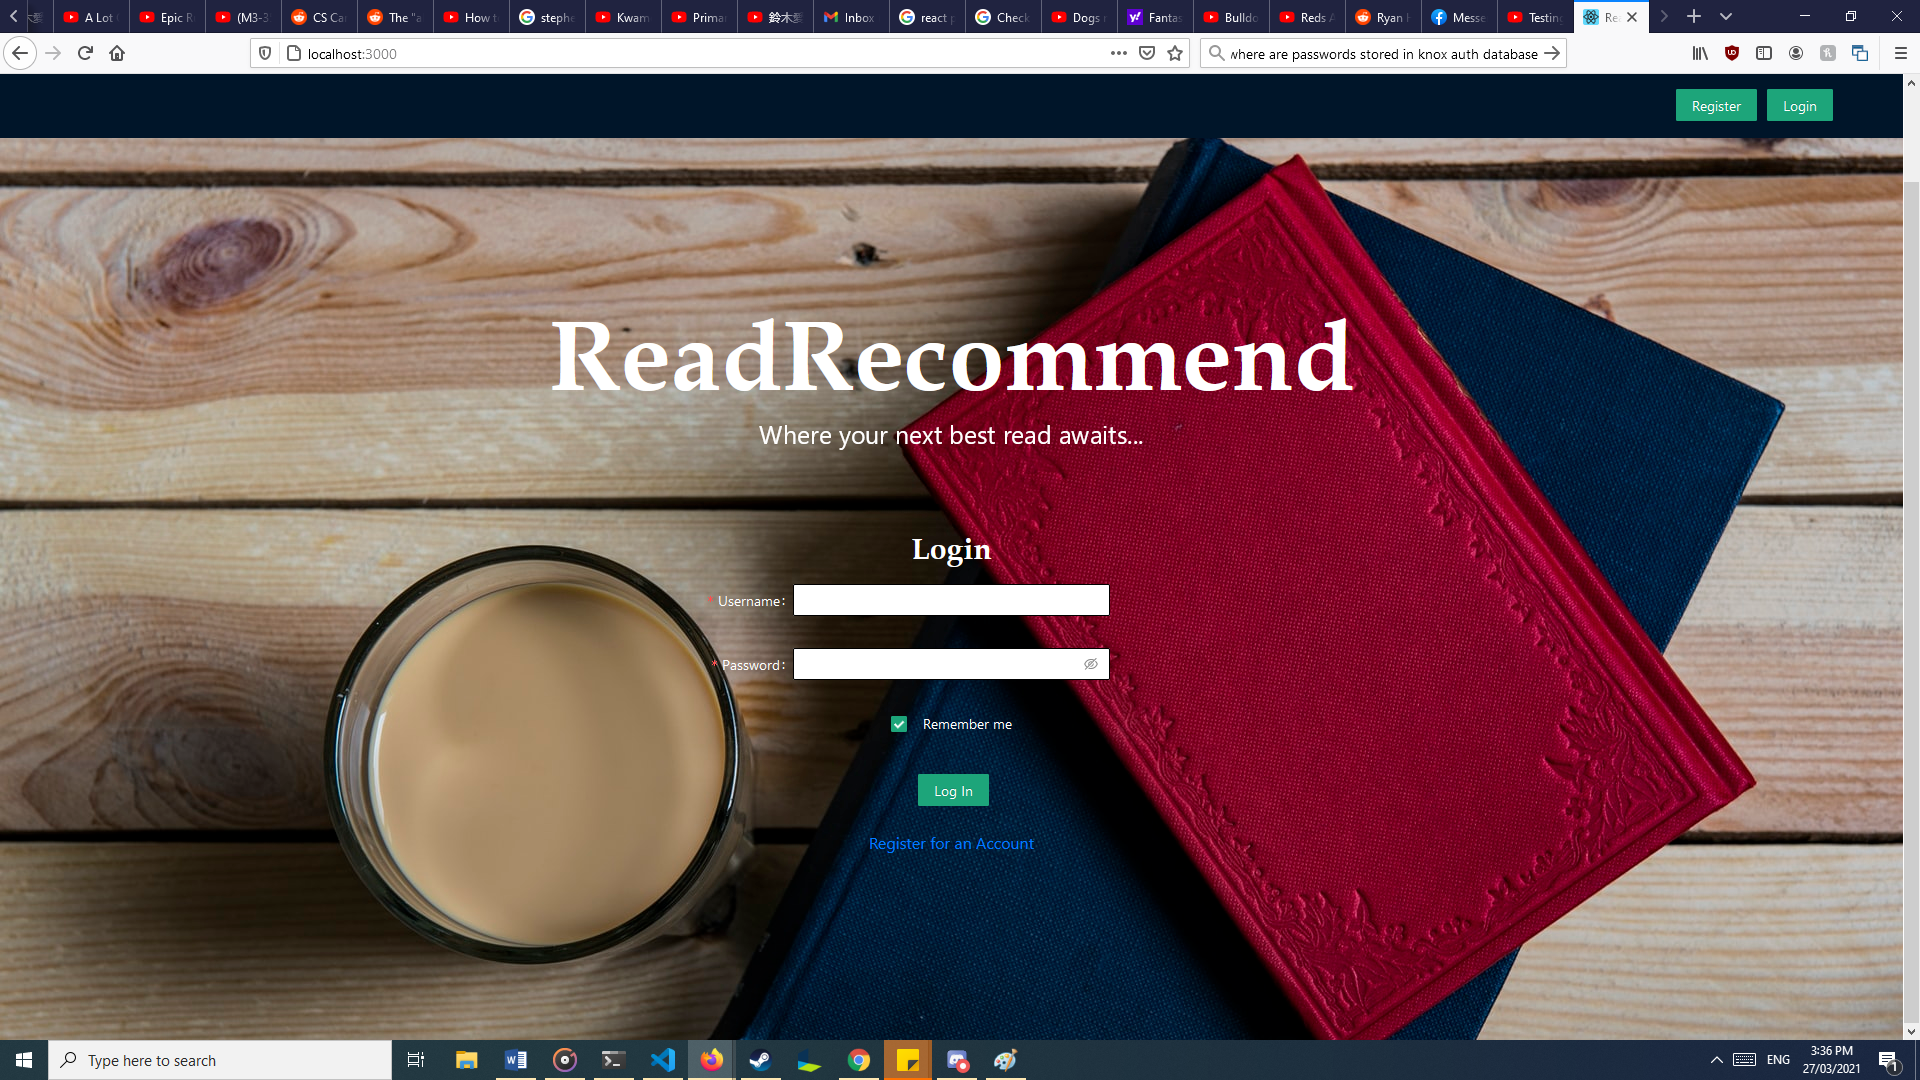 A Lot
Epic R
(M3-3
CS Ca
The "a
How t
stephe
Kwam
Prima
鈴木愛
Inbox
react p
Check
Dogs
Fantas
Bulldo
Reds A
Ryan
Messe
Testing
Re
localhost:3000
where are passwords stored in knox auth database
Register
Login
ReadRecommend
Where your next best read awaits...
Login
* Username:
* Password:
Remember me
Log In
Register for an Account
Type here to search
ENG
3:36 PM
27/03/2021
1